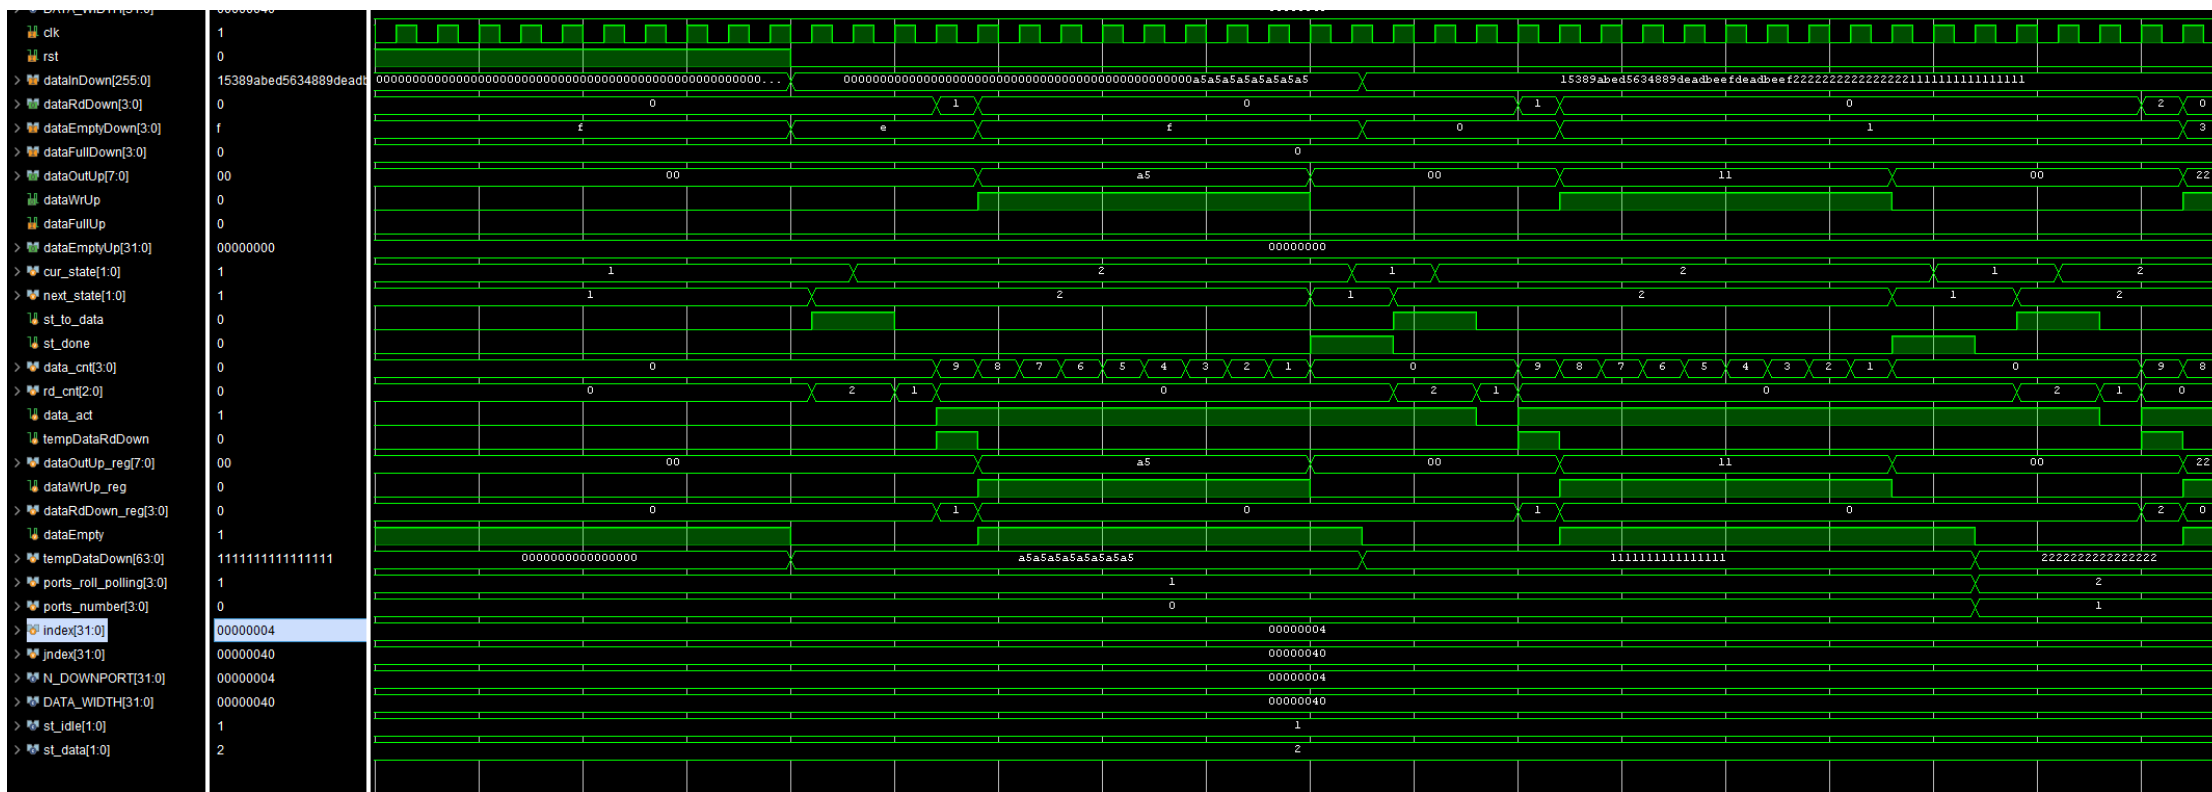 DATA_WIDTH[31:0] 00000040
clk 1
rst 0
dataInDown[255:0] 15389abed5634889deadb 000000000000000000000000000000000000000000000000000000000000... 000000000000000000000000000000000000000000000000a5a5a5a5a5a5a5a5 15389abed5634889deadbeefdeadbeef22222222222222221111111111111111
dataRdDown[3:0] 0 0 1 0 1 0 2 0
dataEmptyDown[3:0] f f e f 0 1 3
dataFullDown[3:0] 0 0
dataOutUp[7:0] 00 00 a5 00 11 00 22
dataWrUp 0
dataFullUp 0
dataEmptyUp[31:0] 00000000 00000000
cur_state[1:0] 1 1 2 1 2 1 2
next_state[1:0] 1 1 2 1 2 1 2
st_to_data 0
st_done 0
data_cnt[3:0] 0 0 9 8 7 6 5 4 3 2 1 0 9 8 7 6 5 4 3 2 1 0 9 8
rd_cnt[2:0] 0 0 2 1 0 2 1 0 2 1 0
data_act 1
tempDataRdDown 0
dataOutUp_reg[7:0] 00 00 a5 00 11 00 22
dataWrUp_reg 0
dataRdDown_reg[3:0] 0 0 1 0 1 0 2 0
dataEmpty 1
tempDataDown[63:0] 1111111111111111 0000000000000000 a5a5a5a5a5a5a5a5 1111111111111111 2222222222222222
ports_roll_polling[3:0] 1 1 2
ports_number[3:0] 0 0 1
index[31:0] 00000004 00000004
jndex[31:0] 00000040 00000040
N_DOWNPORT[31:0] 00000004 00000004
DATA_WIDTH[31:0] 00000040 00000040
st_idle[1:0] 1 1
st_data[1:0] 2 2